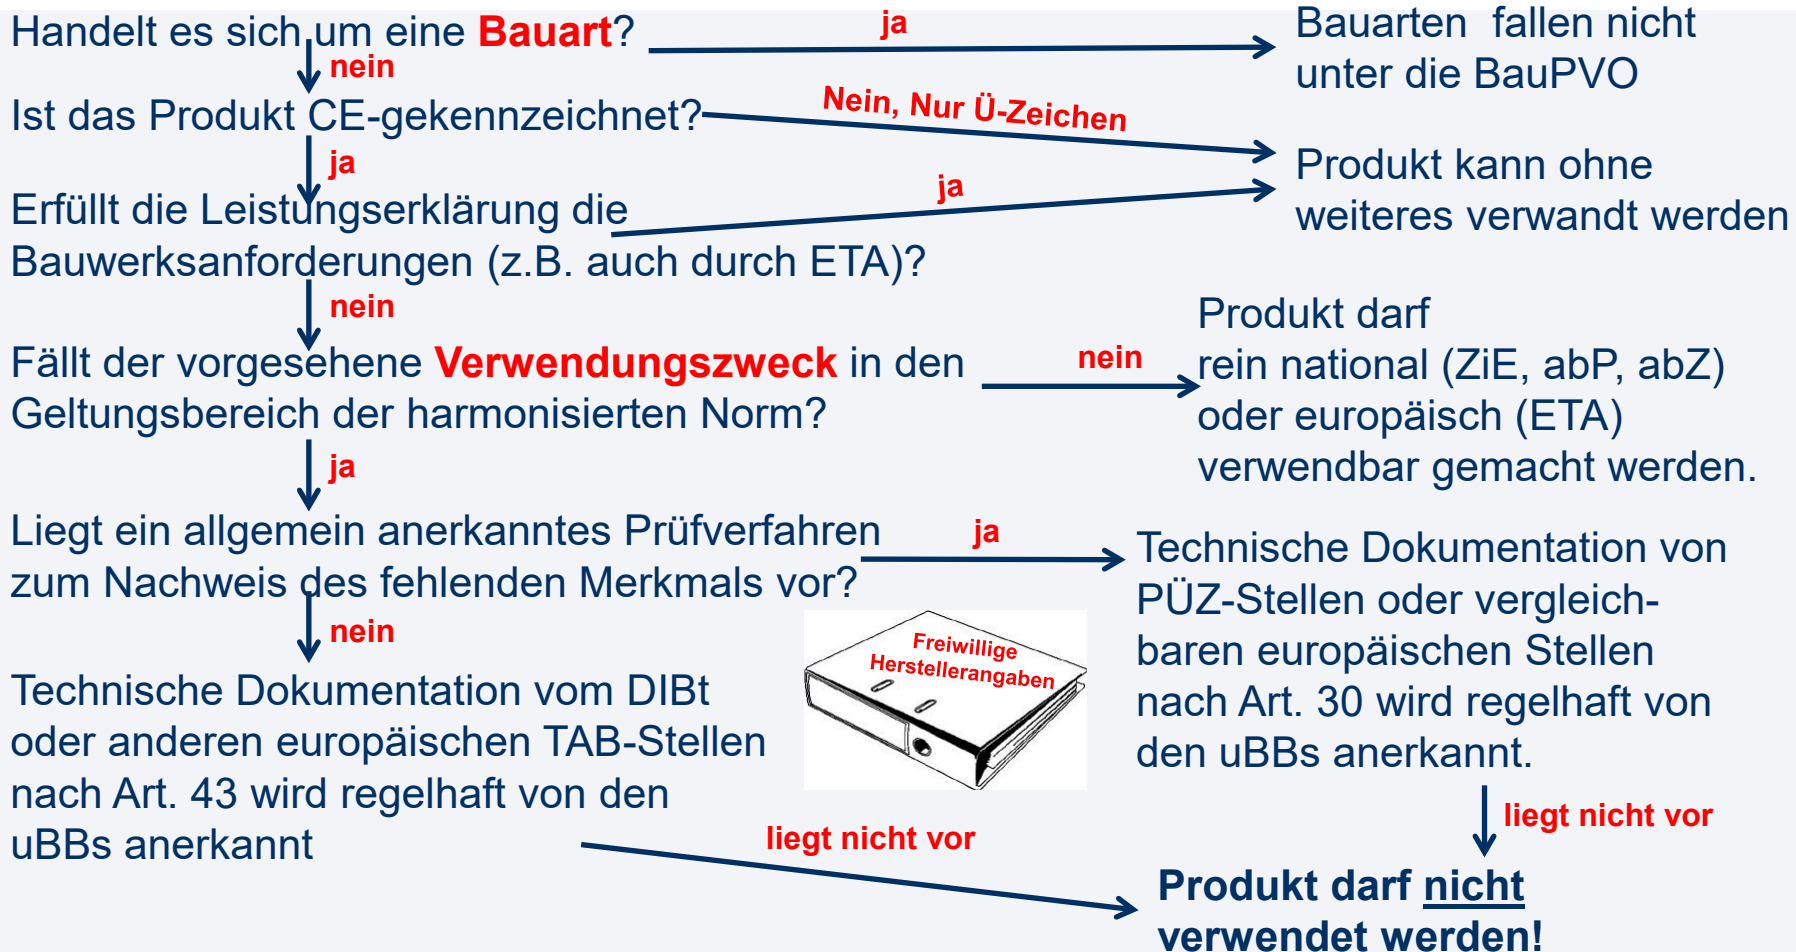 Handelt es sich um eine Bauart?
ja
Bauarten fallen nicht
unter die BauPVO
nein
Ist das Produkt CE-gekennzeichnet?
Nein, Nur Ü-Zeichen
Produkt kann ohne
weiteres verwandt werden
ja
Erfüllt die Leistungserklärung die
Bauwerksanforderungen (z.B. auch durch ETA)?
ja
nein
Fällt der vorgesehene Verwendungszweck in den
Geltungsbereich der harmonisierten Norm?
nein
Produkt darf
rein national (ZiE, abP, abZ)
oder europäisch (ETA)
verwendbar gemacht werden.
ja
Liegt ein allgemein anerkanntes Prüfverfahren
zum Nachweis des fehlenden Merkmals vor?
ja
Technische Dokumentation von
PÜZ-Stellen oder vergleich-
baren europäischen Stellen
nach Art. 30 wird regelhaft von
den uBBs anerkannt.
nein
Freiwillige
Herstellerangaben
Technische Dokumentation vom DIBt
oder anderen europäischen TAB-Stellen
nach Art. 43 wird regelhaft von den
uBBs anerkannt
liegt nicht vor
liegt nicht vor
Produkt darf nicht
verwendet werden!